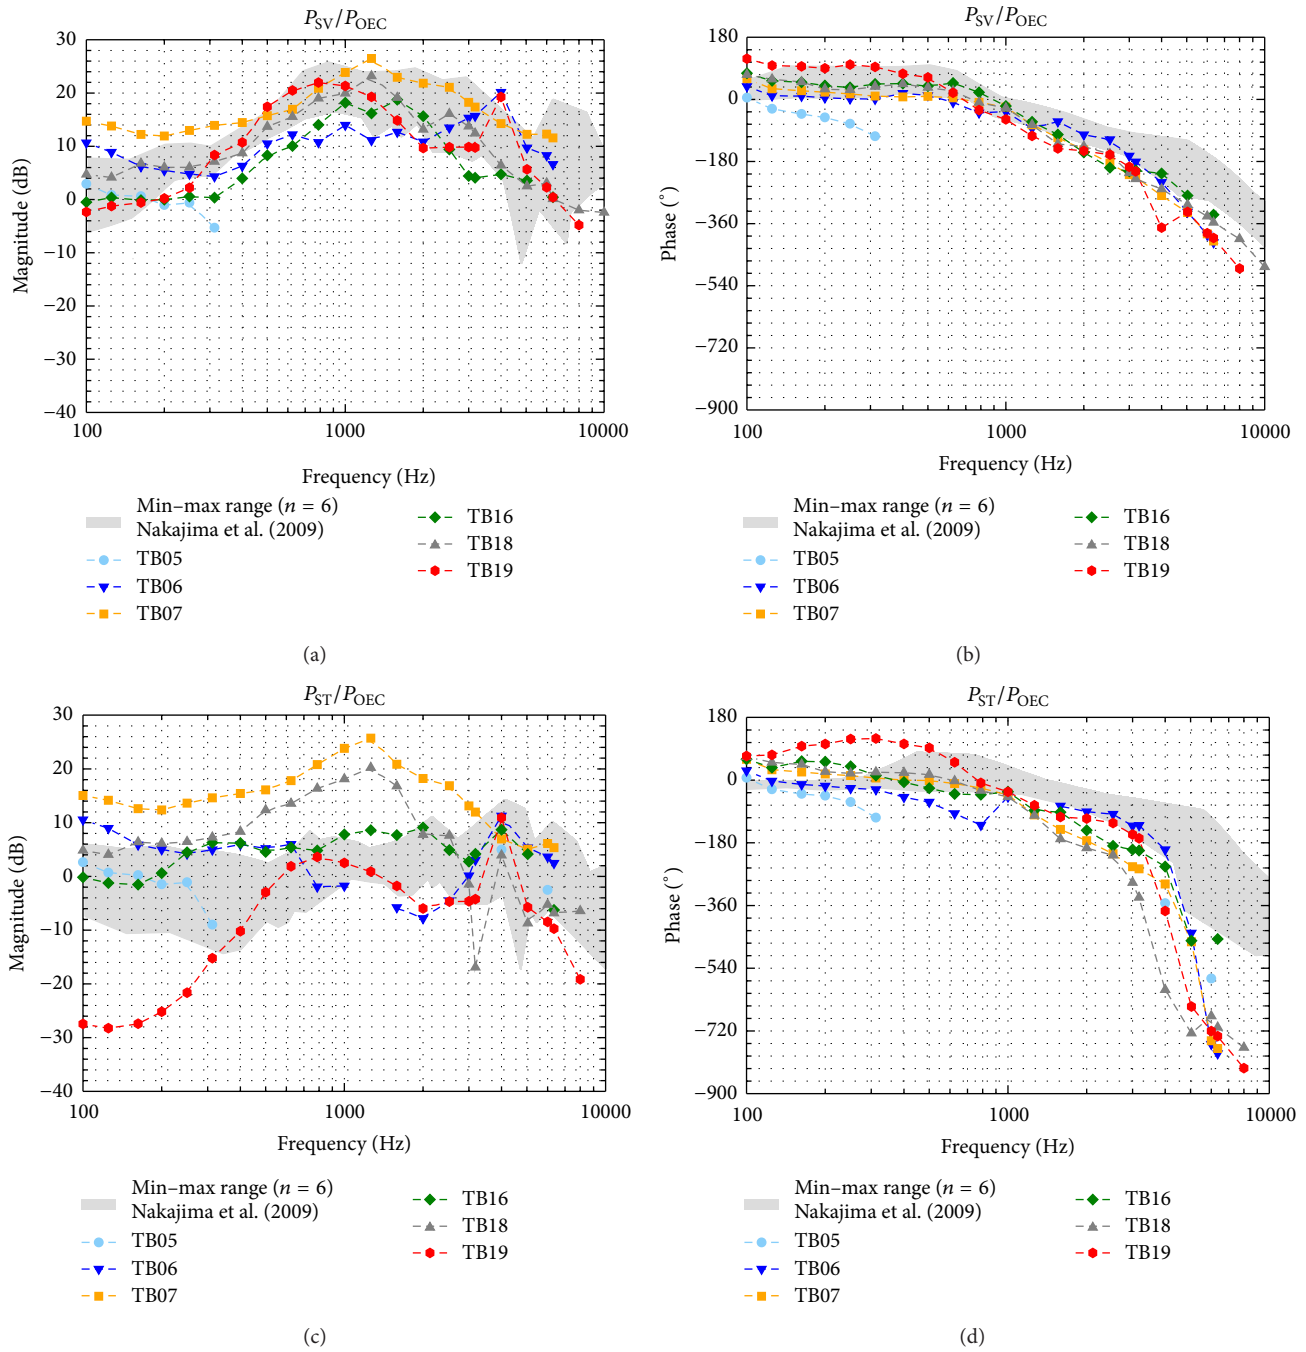 P_SV/P_OEC
30
20
10
0
−10
−20
−30
−40
Magnitude (dB)
100
1000
10000
Frequency (Hz)
Min–max range (n = 6)
Nakajima et al. (2009)
TB05
TB06
TB07
TB16
TB18
TB19
(a)
P_SV/P_OEC
180
0
−180
−360
−540
−720
−900
Phase (°)
100
1000
10000
Frequency (Hz)
Min–max range (n = 6)
Nakajima et al. (2009)
TB05
TB06
TB07
TB16
TB18
TB19
(b)
P_ST/P_OEC
30
20
10
0
−10
−20
−30
−40
Magnitude (dB)
100
1000
10000
Frequency (Hz)
Min–max range (n = 6)
Nakajima et al. (2009)
TB05
TB06
TB07
TB16
TB18
TB19
(c)
P_ST/P_OEC
180
0
−180
−360
−540
−720
−900
Phase (°)
100
1000
10000
Frequency (Hz)
Min–max range (n = 6)
Nakajima et al. (2009)
TB05
TB06
TB07
TB16
TB18
TB19
(d)